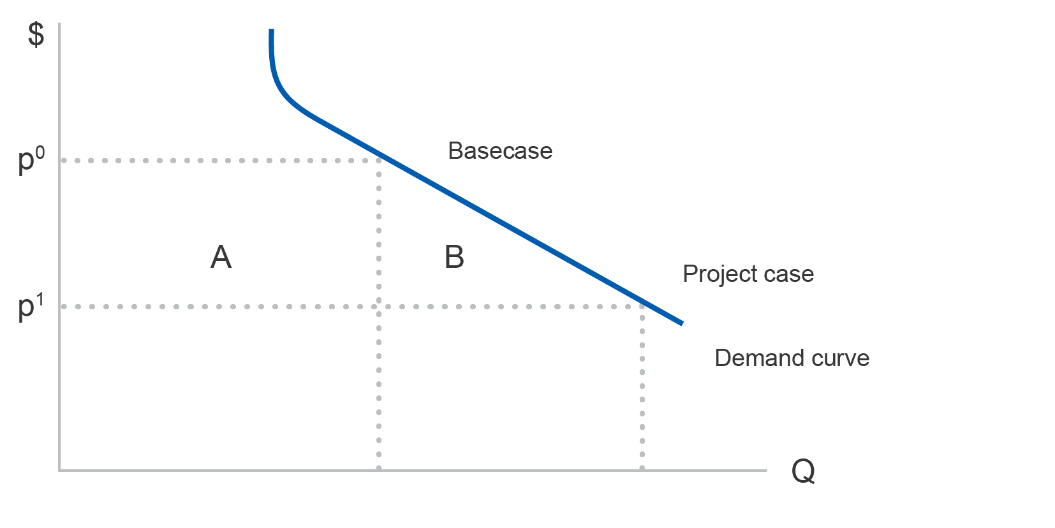 $
p⁰
Basecase
A
B
Project case
p¹
Demand curve
Q